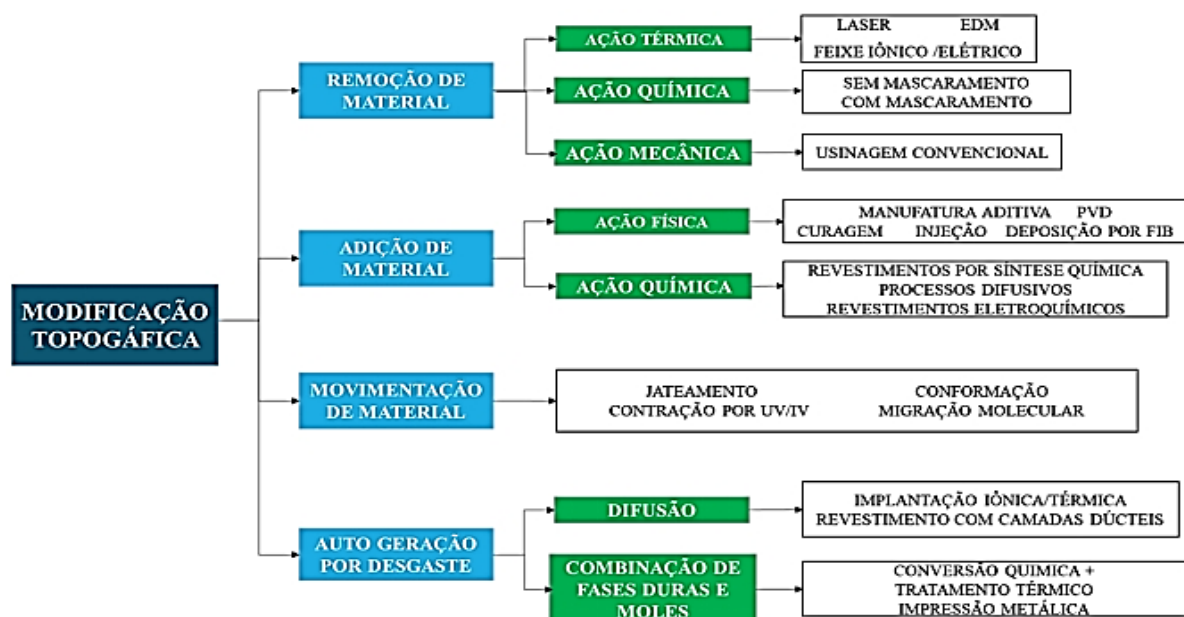 MODIFICAÇÃO
TOPOGÁFICA
REMOÇÃO DE
MATERIAL
AÇÃO TÉRMICA
LASER EDM
FEIXE IÔNICO /ELÉTRICO
AÇÃO QUÍMICA
SEM MASCARAMENTO
COM MASCARAMENTO
AÇÃO MECÂNICA
USINAGEM CONVENCIONAL
ADIÇÃO DE
MATERIAL
AÇÃO FÍSICA
MANUFATURA ADITIVA PVD
CURAGEM INJEÇÃO DEPOSIÇÃO POR FIB
AÇÃO QUÍMICA
REVESTIMENTOS POR SÍNTESE QUÍMICA
PROCESSOS DIFUSIVOS
REVESTIMENTOS ELETROQUÍMICOS
MOVIMENTAÇÃO
DE MATERIAL
JATEAMENTO CONFORMAÇÃO
CONTRAÇÃO POR UV/IV MIGRAÇÃO MOLECULAR
AUTO GERAÇÃO
POR DESGASTE
DIFUSÃO
IMPLANTAÇÃO IÔNICA/TÉRMICA
REVESTIMENTO COM CAMADAS DÚCTEIS
COMBINAÇÃO DE
FASES DURAS E
MOLES
CONVERSÃO QUIMICA +
TRATAMENTO TÉRMICO
IMPRESSÃO METÁLICA